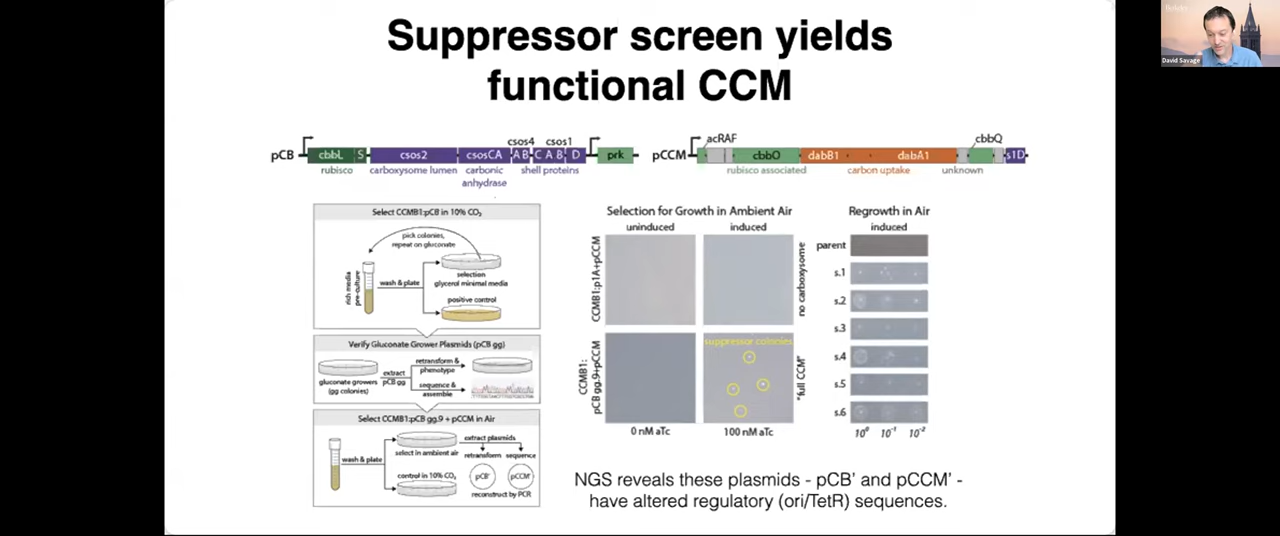 Suppressor screen yields
functional CCM
David Savage
csos4 csos1
pCB cbbL S csos2 csosCA A B C A B D prk
rubisco carboxysome lumen carbonic
anhydrase shell proteins
acRAF cbbQ
pCCM cbbO dabB1 dabA1 s1D
rubisco associated carbon uptake unknown
Select CCMB1:pCB in 10% CO₂
pick colonies,
repeat on gluconate
rich media
pre-culture
wash & plate
selection
glycerol minimal media
positive control
Verify Gluconate Grower Plasmids (pCB gg)
gluconate growers
(gg colonies)
extract
pCB gg
retransform &
phenotype
sequence &
assemble
Select CCMB1:pCB gg.9 + pCCM in Air
wash & plate
select in ambient air
control in 10% CO₂
extract plasmids
retransform sequence
pCB' pCCM'
reconstruct by PCR
Selection for Growth in Ambient Air
uninduced induced
CCMB1:p1A+pCCM
no carboxysome
CCMB1:
pCB gg.9+pCCM
suppressor colonies
"full CCM"
0 nM aTc 100 nM aTc
Regrowth in Air
induced
parent
s.1
s.2
s.3
s.4
s.5
s.6
10⁰ 10⁻¹ 10⁻²
NGS reveals these plasmids - pCB' and pCCM' -
have altered regulatory (ori/TetR) sequences.